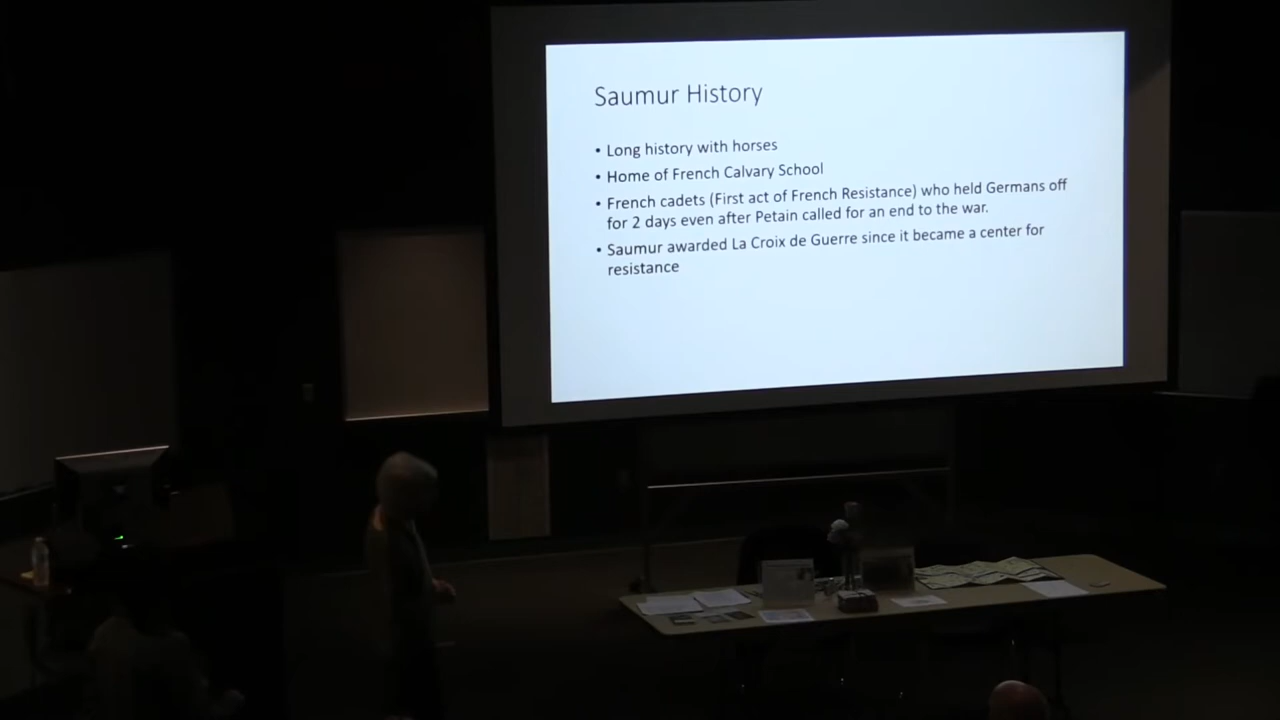 Saumur History
• Long history with horses
• Home of French Calvary School
• French cadets (First act of French Resistance) who held Germans off
for 2 days even after Petain called for an end to the war.
• Saumur awarded La Croix de Guerre since it became a center for
resistance